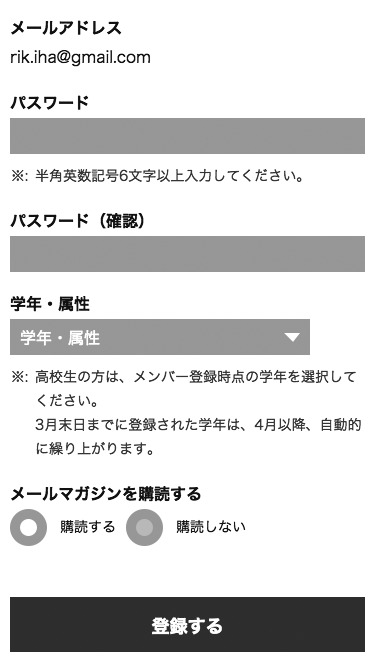 メールアドレス
rik.iha@gmail.com
パスワード
※: 半角英数記号6文字以上入力してください。
パスワード（確認）
学年・属性
学年・属性
※: 高校生の方は、メンバー登録時点の学年を選択して
ください。
3月末日までに登録された学年は、4月以降、自動的
に繰り上がります。
メールマガジンを購読する
購読する 購読しない
登録する